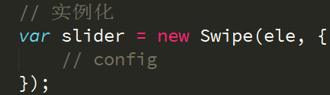 // 实例化
var slider = new Swipe(ele, {
// config
});